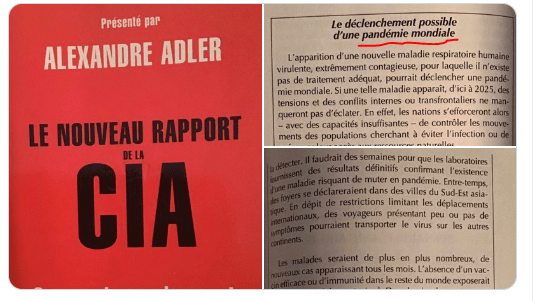 Présenté par
ALEXANDRE ADLER
LE NOUVEAU RAPPORT
DE LA
CIA
Le déclenchement possible
d'une pandémie mondiale
L'apparition d'une nouvelle maladie respiratoire humaine
virulente, extrêmement contagieuse, pour laquelle il n'existe
pas de traitement adéquat, pourrait déclencher une pandé-
mie mondiale. Si une telle maladie apparaît, d'ici à 2025, des
tensions et des conflits internes ou transfrontaliers ne man-
queront pas d'éclater. En effet, les nations s'efforceront alors
– avec des capacités insuffisantes – de contrôler les mouve-
ments des populations cherchant à éviter l'infection ou de
la détecter. Il faudrait des semaines pour que les laboratoires
fournissent des résultats définitifs confirmant l'existence
d'une maladie risquant de muter en pandémie. Entre-temps,
des foyers se déclareraient dans des villes du Sud-Est asia-
tique. En dépit de restrictions limitant les déplacements
internationaux, des voyageurs présentant peu ou pas de
symptômes pourraient transporter le virus sur les autres
continents.
Les malades seraient de plus en plus nombreux, de
nouveaux cas apparaissant tous les mois. L'absence d'un vac-
efficace ou d'immunité dans le reste du monde exposerait